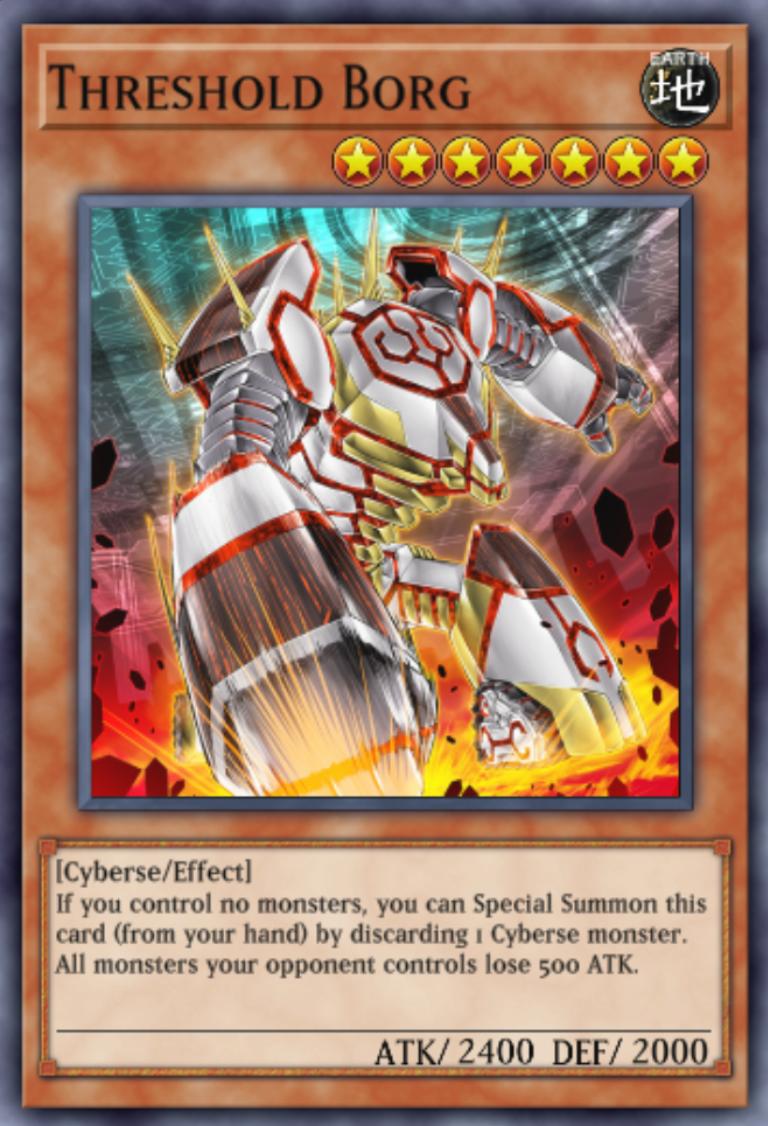 THRESHOLD BORG
EARTH
地
[Cyberse/Effect]
If you control no monsters, you can Special Summon this
card (from your hand) by discarding 1 Cyberse monster.
All monsters your opponent controls lose 500 ATK.
ATK/ 2400 DEF/ 2000